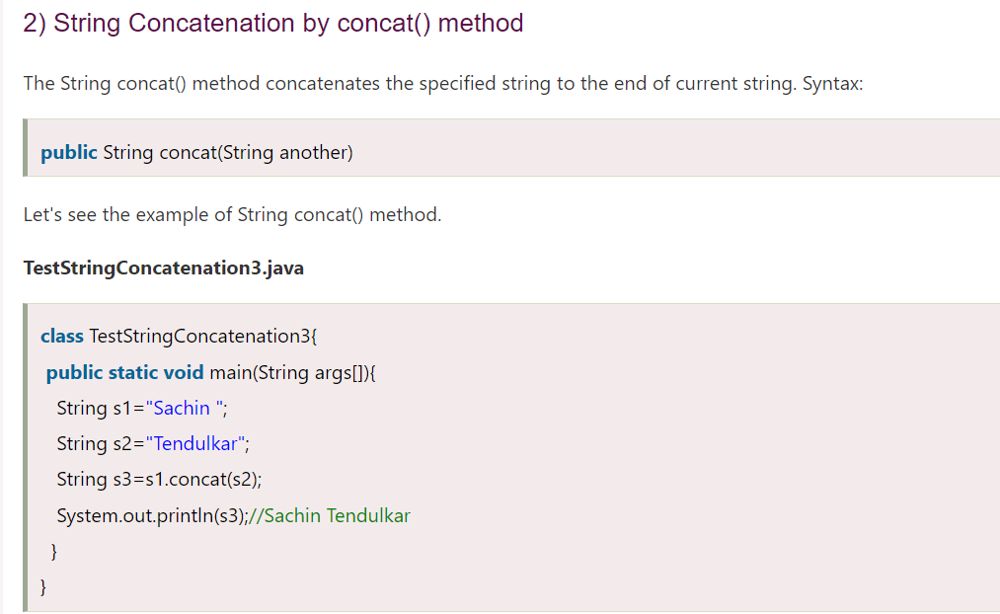 2) String Concatenation by concat() method
The String concat() method concatenates the specified string to the end of current string. Syntax:
public String concat(String another)
Let's see the example of String concat() method.
TestStringConcatenation3.java
class TestStringConcatenation3{
public static void main(String args[]){
String s1="Sachin ";
String s2="Tendulkar";
String s3=s1.concat(s2);
System.out.println(s3);//Sachin Tendulkar
}
}